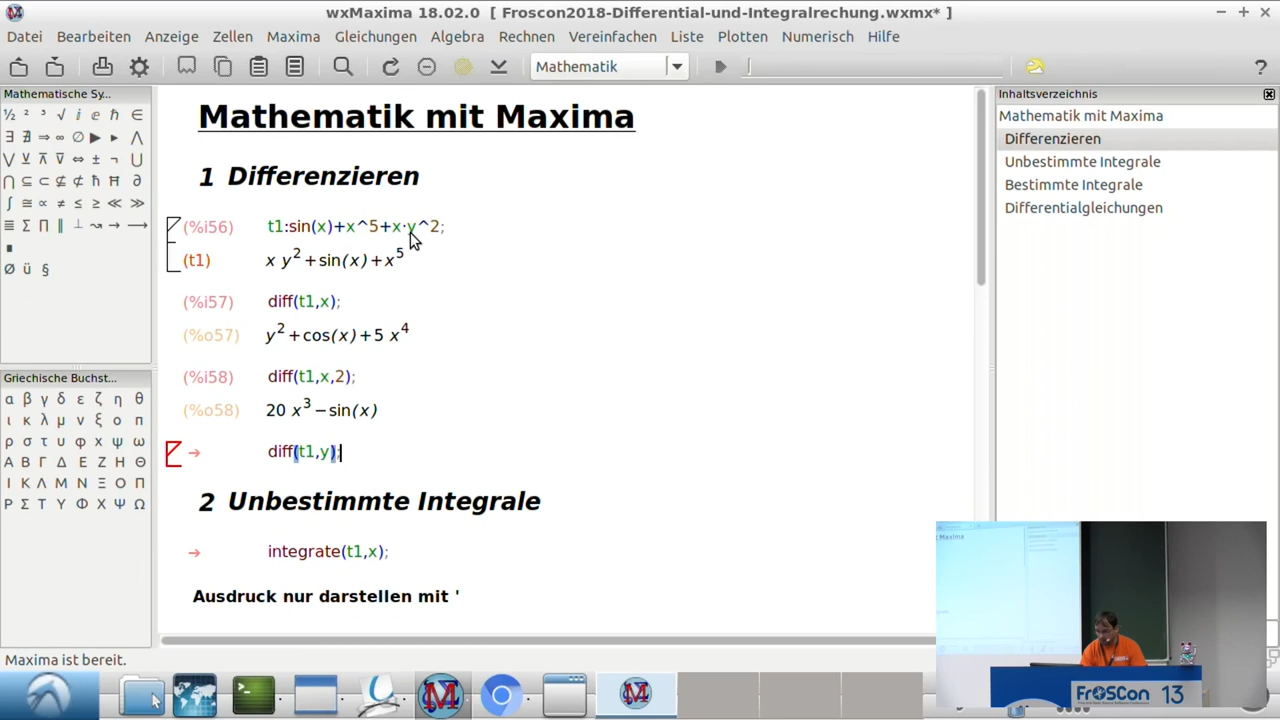 wxMaxima 18.02.0 [ Froscon2018-Differential-und-Integralrechung.wxmx* ]
Datei Bearbeiten Anzeige Zellen Maxima Gleichungen Algebra Rechnen Vereinfachen Liste Plotten Numerisch Hilfe
Mathematik
Mathematische Sy...
½ ² ³ √ ⅈ ⅇ ħ ∈
∃ ∄ ⇒ ∞ ∅ ▶ ▸ ⋀
⋁ ⊻ ⊼ ⊽ ⇔ ± ¬ ⋃
⋂ ⊆ ⊂ ⊈ ⊄ ħ Ħ ∂
∫ ≅ ∝ ≠ ≤ ≥ ≪ ≫
≣ ∑ ∏ ∥ ⟂ ↝ → ⟶
∎
Ø ü §
Griechische Buchst...
α β γ δ ε ζ η θ
ι κ λ μ ν ξ ο π
ρ σ τ υ φ χ ψ ω
Α Β Γ Δ Ε Ζ Η Θ
Ι Κ Λ Μ Ν Ξ Ο Π
Ρ Σ Τ Υ Φ Χ Ψ Ω
Mathematik mit Maxima
1 Differenzieren
(%i56) t1:sin(x)+x^5+x·y^2;
(t1) x y²+sin(x)+x⁵
(%i57) diff(t1,x);
(%o57) y²+cos(x)+5 x⁴
(%i58) diff(t1,x,2);
(%o58) 20 x³−sin(x)
→ diff(t1,y);
2 Unbestimmte Integrale
→ integrate(t1,x);
Ausdruck nur darstellen mit '
Inhaltsverzeichnis
Mathematik mit Maxima
Differenzieren
Unbestimmte Integrale
Bestimmte Integrale
Differentialgleichungen
FrOSCon 13
Maxima ist bereit.